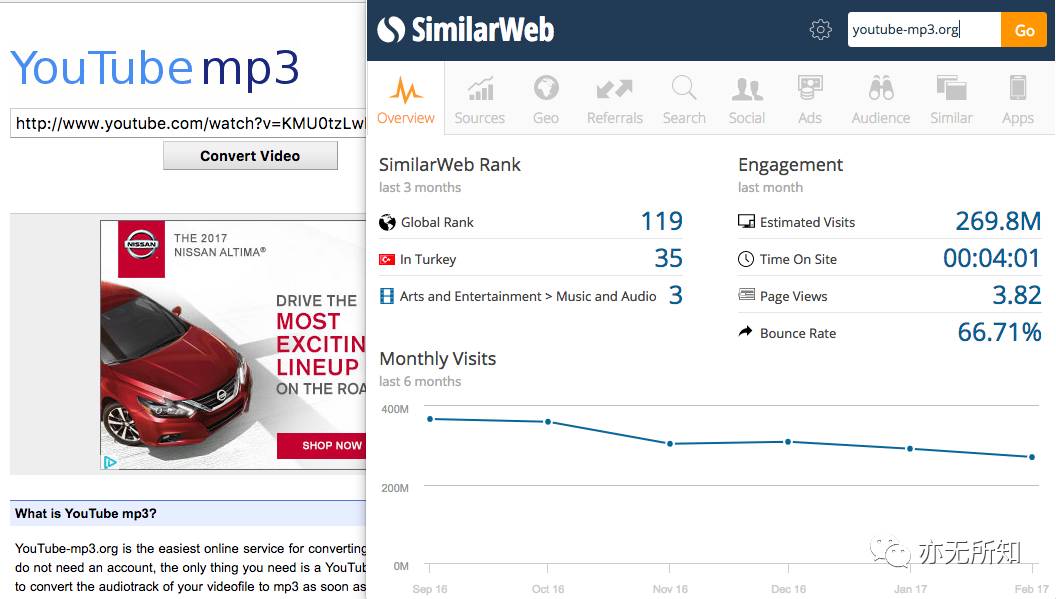 YouTube mp3
http://www.youtube.com/watch?v=KMU0tzLw
Convert Video
NISSAN
THE 2017
NISSAN ALTIMA®
DRIVE THE
MOST
EXCITIN
LINEUP
ON THE ROA
SHOP NOW
What is YouTube mp3?
YouTube-mp3.org is the easiest online service for converting
do not need an account, the only thing you need is a YouTub
to convert the audiotrack of your videofile to mp3 as soon as
SimilarWeb
youtube-mp3.org
Go
Overview
Sources
Geo
Referrals
Search
Social
Ads
Audience
Similar
Apps
SimilarWeb Rank
last 3 months
Global Rank 119
In Turkey 35
Arts and Entertainment > Music and Audio 3
Engagement
last month
Estimated Visits 269.8M
Time On Site 00:04:01
Page Views 3.82
Bounce Rate 66.71%
Monthly Visits
last 6 months
400M
200M
0M
Sep 16
Oct 16
Nov 16
Dec 16
Jan 17
Feb 17
亦无所知